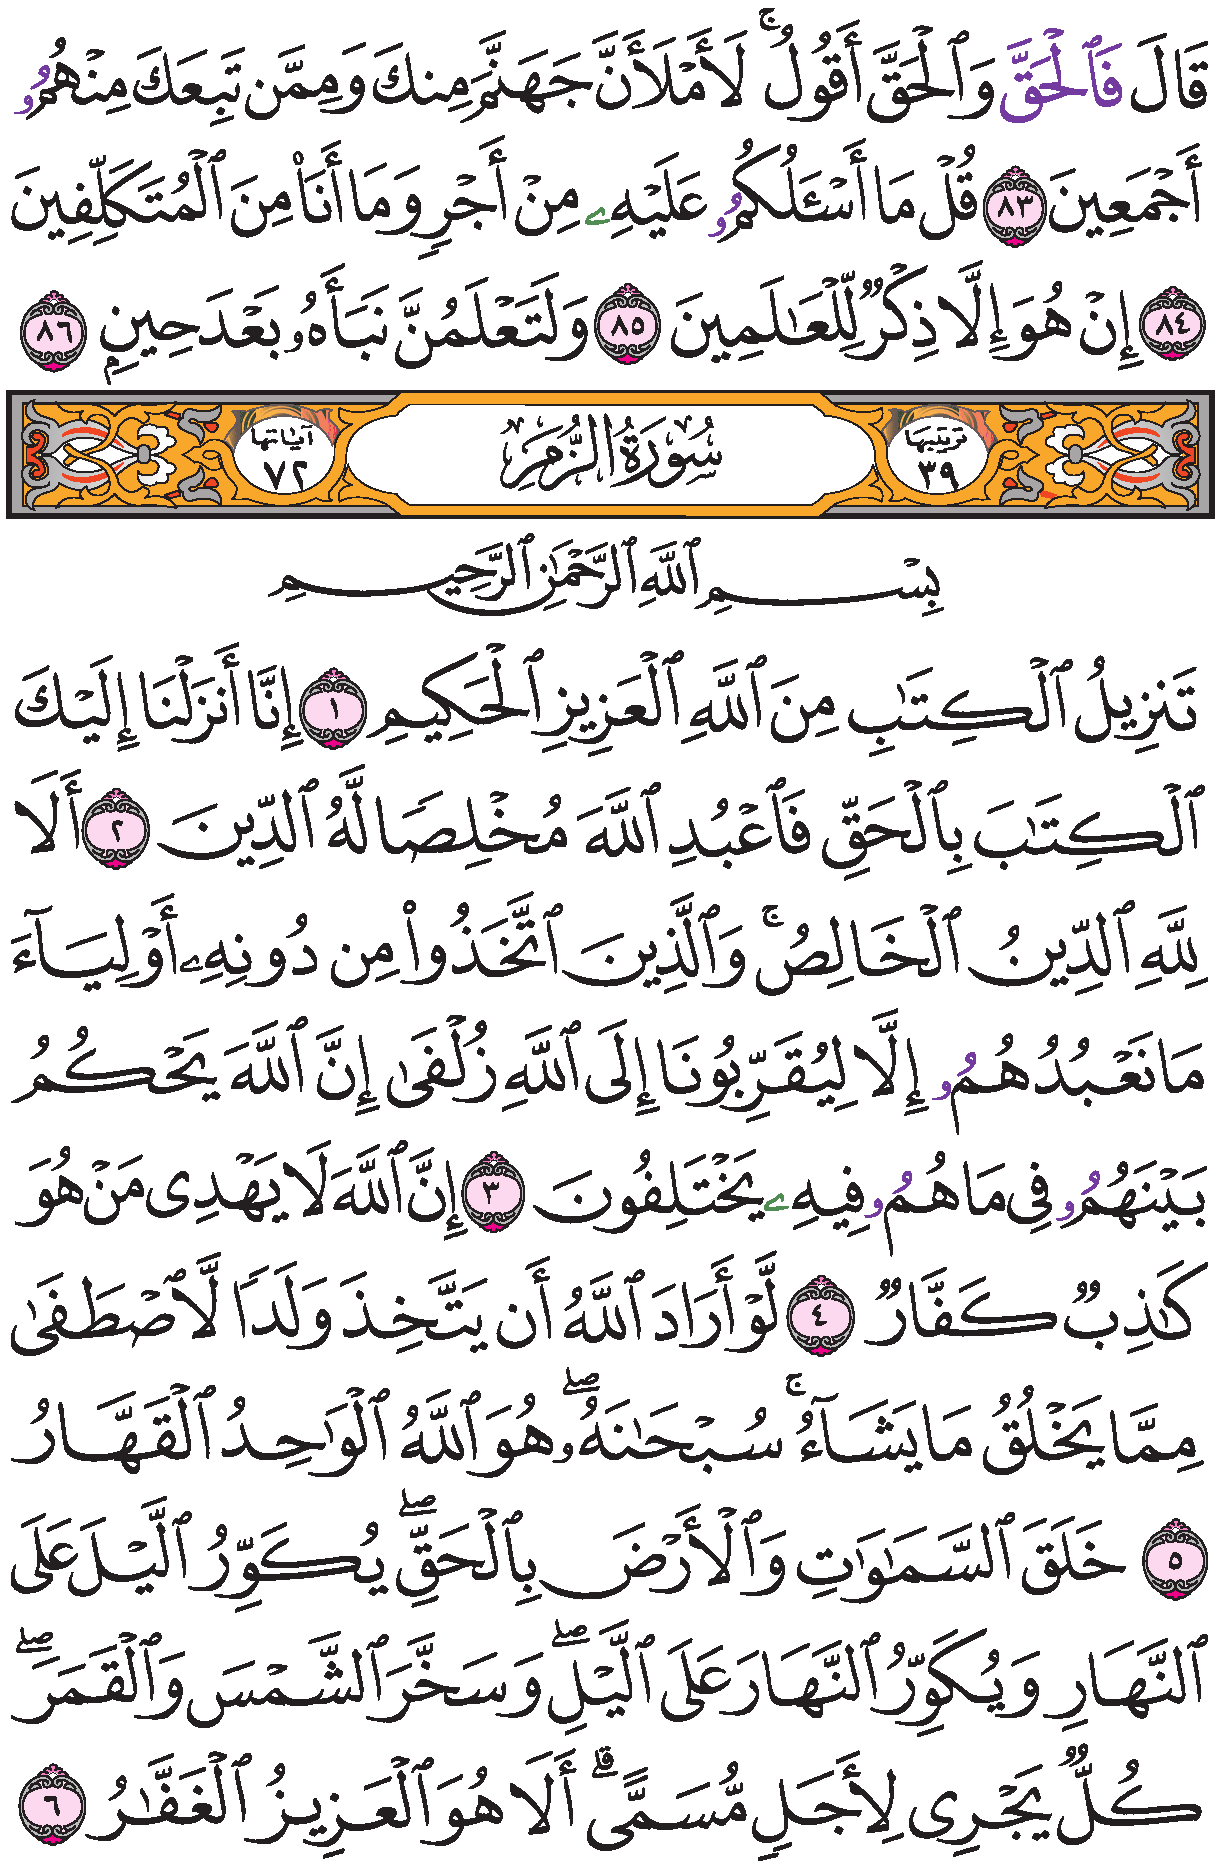 قَالَ فَٱلْحَقَّ وَٱلْحَقَّ أَقُولُ ۚ لَأَمْلَأَنَّ جَهَنَّمَ مِنكَ وَمِمَّن تَبِعَكَ مِنْهُمُۥ
أَجْمَعِينَ ٨٣ قُلْ مَا أَسْـَٔلُكُمُۥ عَلَيْهِۦ مِنْ أَجْرٍ وَمَا أَنَا۠ مِنَ ٱلْمُتَكَلِّفِينَ
٨٤ إِنْ هُوَ إِلَّا ذِكْرٌ لِّلْعَـٰلَمِينَ ٨٥ وَلَتَعْلَمُنَّ نَبَأَهُۥ بَعْدَ حِينِۭ ٨٦
ترتيبها ٣٩ سُورَةُ الزُّمَرِ آياتها ٧٢
بِسْمِ ٱللَّهِ ٱلرَّحْمَـٰنِ ٱلرَّحِيمِ
تَنزِيلُ ٱلْكِتَـٰبِ مِنَ ٱللَّهِ ٱلْعَزِيزِ ٱلْحَكِيمِ ١ إِنَّا أَنزَلْنَا إِلَيْكَ
ٱلْكِتَـٰبَ بِٱلْحَقِّ فَٱعْبُدِ ٱللَّهَ مُخْلِصًا لَّهُ ٱلدِّينَ ٢ أَلَا
لِلَّهِ ٱلدِّينُ ٱلْخَالِصُ ۚ وَٱلَّذِينَ ٱتَّخَذُوا۟ مِن دُونِهِۦ أَوْلِيَآءَ
مَا نَعْبُدُهُمُۥ إِلَّا لِيُقَرِّبُونَا إِلَى ٱللَّهِ زُلْفَىٰ إِنَّ ٱللَّهَ يَحْكُمُ
بَيْنَهُمُۥ فِى مَا هُمُۥ فِيهِۦ يَخْتَلِفُونَ ٣ إِنَّ ٱللَّهَ لَا يَهْدِى مَنْ هُوَ
كَـٰذِبٌ كَفَّارٌ ٤ لَّوْ أَرَادَ ٱللَّهُ أَن يَتَّخِذَ وَلَدًا لَّٱصْطَفَىٰ
مِمَّا يَخْلُقُ مَا يَشَآءُ ۚ سُبْحَـٰنَهُۥ ۖ هُوَ ٱللَّهُ ٱلْوَٰحِدُ ٱلْقَهَّارُ
٥ خَلَقَ ٱلسَّمَـٰوَٰتِ وَٱلْأَرْضَ بِٱلْحَقِّ ۖ يُكَوِّرُ ٱلَّيْلَ عَلَى
ٱلنَّهَارِ وَيُكَوِّرُ ٱلنَّهَارَ عَلَى ٱلَّيْلِ ۖ وَسَخَّرَ ٱلشَّمْسَ وَٱلْقَمَرَ ۖ
كُلٌّ يَجْرِى لِأَجَلٍ مُّسَمًّى ۗ أَلَا هُوَ ٱلْعَزِيزُ ٱلْغَفَّـٰرُ ٦